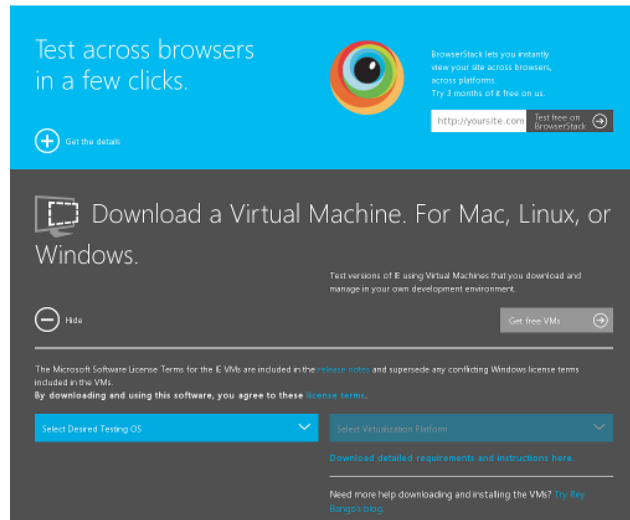 Test across browsers
in a few clicks.
BrowserStack lets you instantly
view your site across browsers,
across platforms.
Try 3 months of it free on us.
http://yoursite.com
Test free on
BrowserStack
Get the details
Download a Virtual Machine. For Mac, Linux, or
Windows.
Test versions of IE using Virtual Machines that you download and
manage in your own development environment.
Hide
Get free VMs
The Microsoft Software License Terms for the IE VMs are included in the release notes and supersede any conflicting Windows license terms
included in the VMs.
By downloading and using this software, you agree to these license terms.
Select Desired Testing OS
Select Virtualization Platform
Download detailed requirements and instructions here.
Need more help downloading and installing the VMs? Try Rey
Bango's blog.